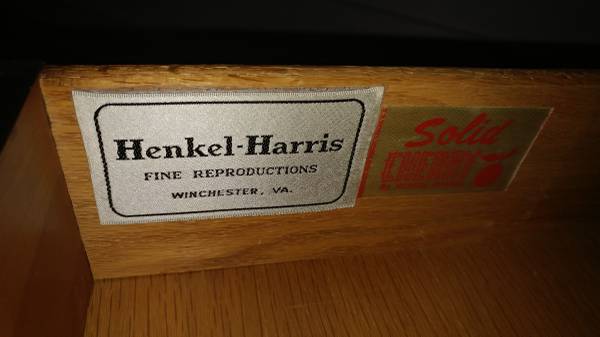 Henkel-Harris
FINE REPRODUCTIONS
WINCHESTER, VA.
Solid